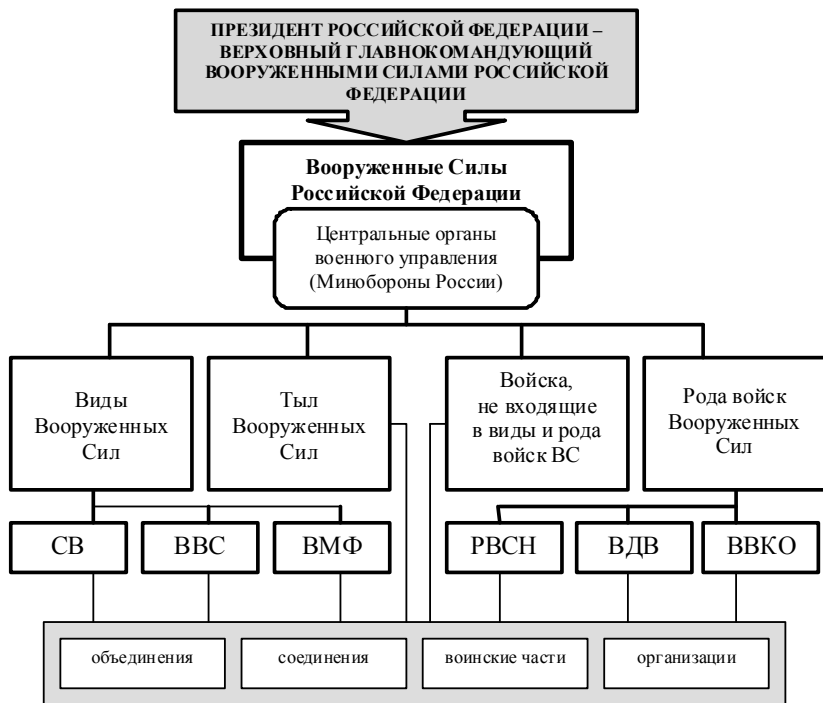 ПРЕЗИДЕНТ РОССИЙСКОЙ ФЕДЕРАЦИИ –
ВЕРХОВНЫЙ ГЛАВНОКОМАНДУЮЩИЙ
ВООРУЖЕННЫМИ СИЛАМИ РОССИЙСКОЙ
ФЕДЕРАЦИИ
Вооруженные Силы
Российской Федерации
Центральные органы
военного управления
(Минобороны России)
Виды
Вооруженных
Сил
Тыл
Вооруженных
Сил
Войска,
не входящие
в виды и рода
войск ВС
Рода войск
Вооруженных
Сил
СВ
ВВС
ВМФ
РВСН
ВДВ
ВВКО
объединения
соединения
воинские части
организации